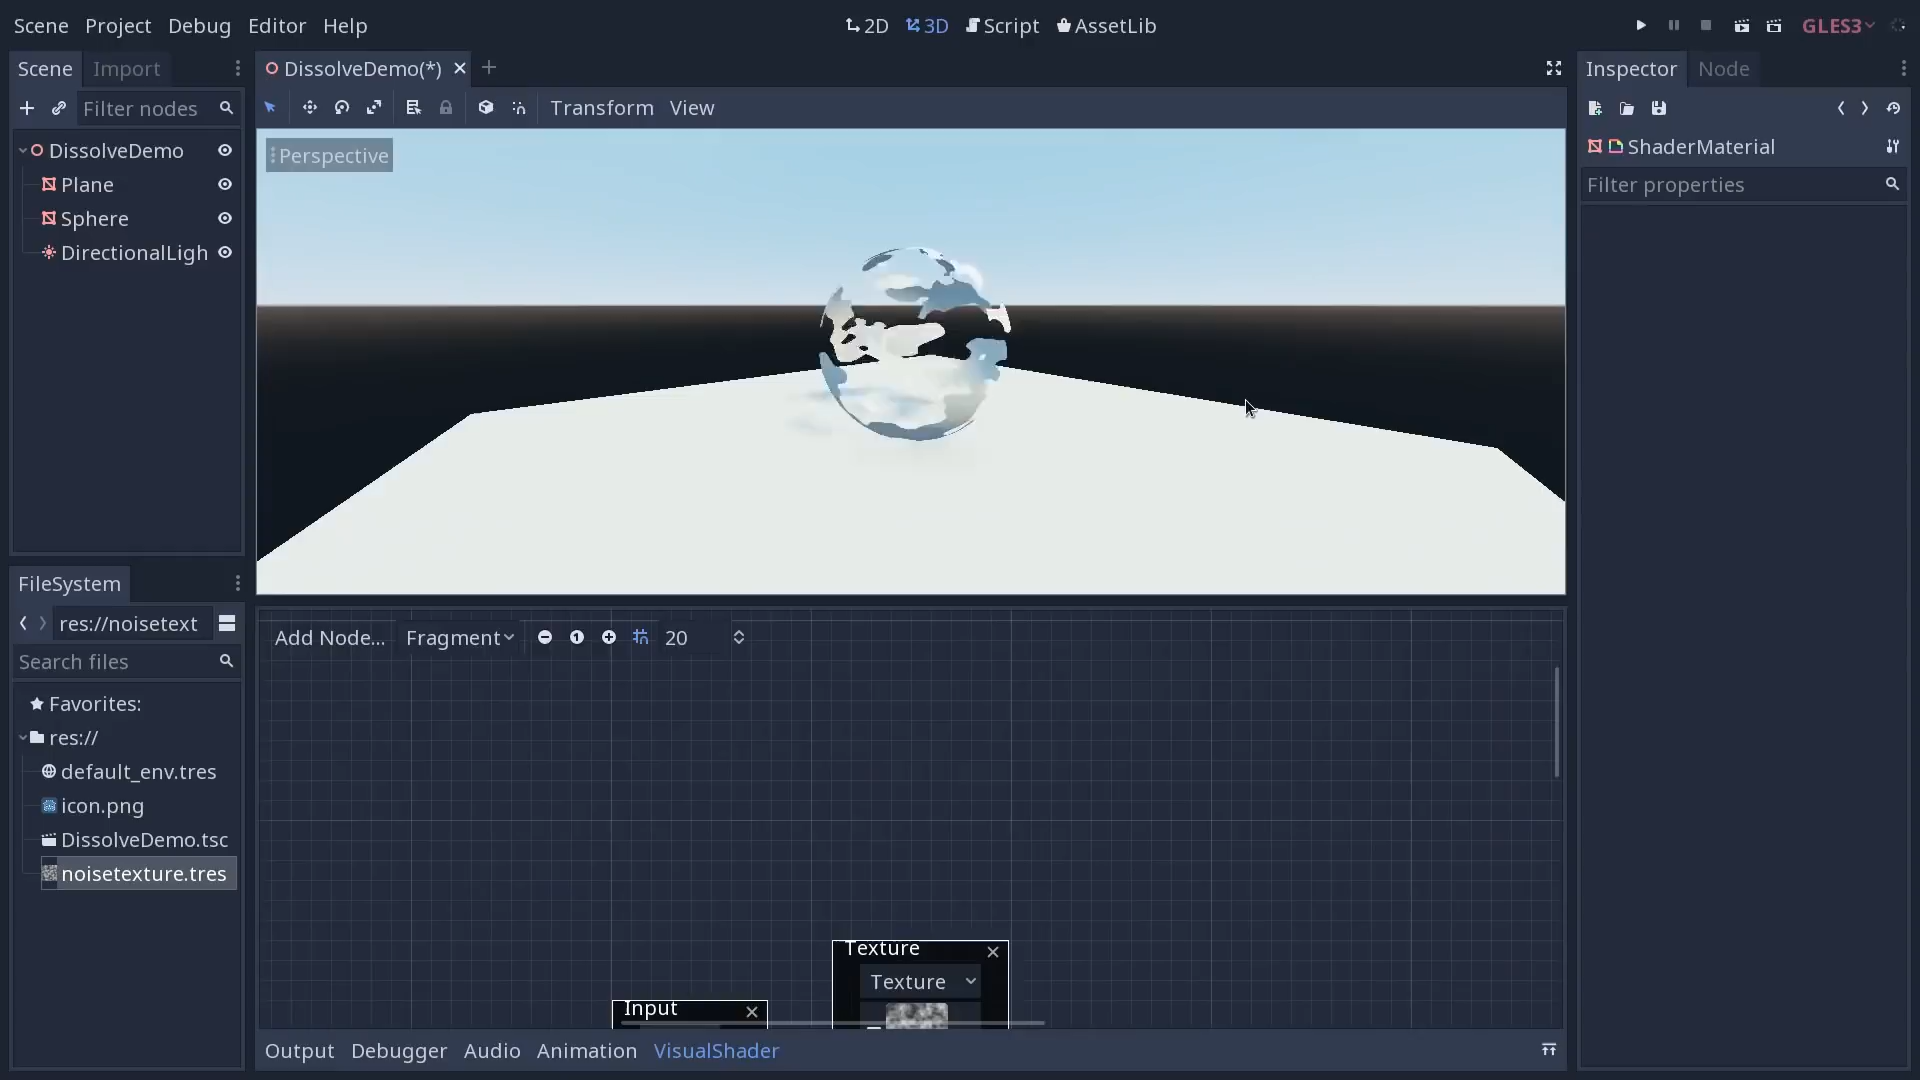 Scene Project Debug Editor Help
2D 3D Script AssetLib
GLES3
Scene Import
DissolveDemo(*)
Inspector Node
Filter nodes
Transform View
DissolveDemo
Perspective
ShaderMaterial
Plane
Filter properties
Sphere
DirectionalLigh
FileSystem
res://noisetext
Add Node... Fragment 1 20
Search files
Favorites:
res://
default_env.tres
icon.png
DissolveDemo.tsc
noisetexture.tres
Texture
Texture
Input
Output Debugger Audio Animation VisualShader